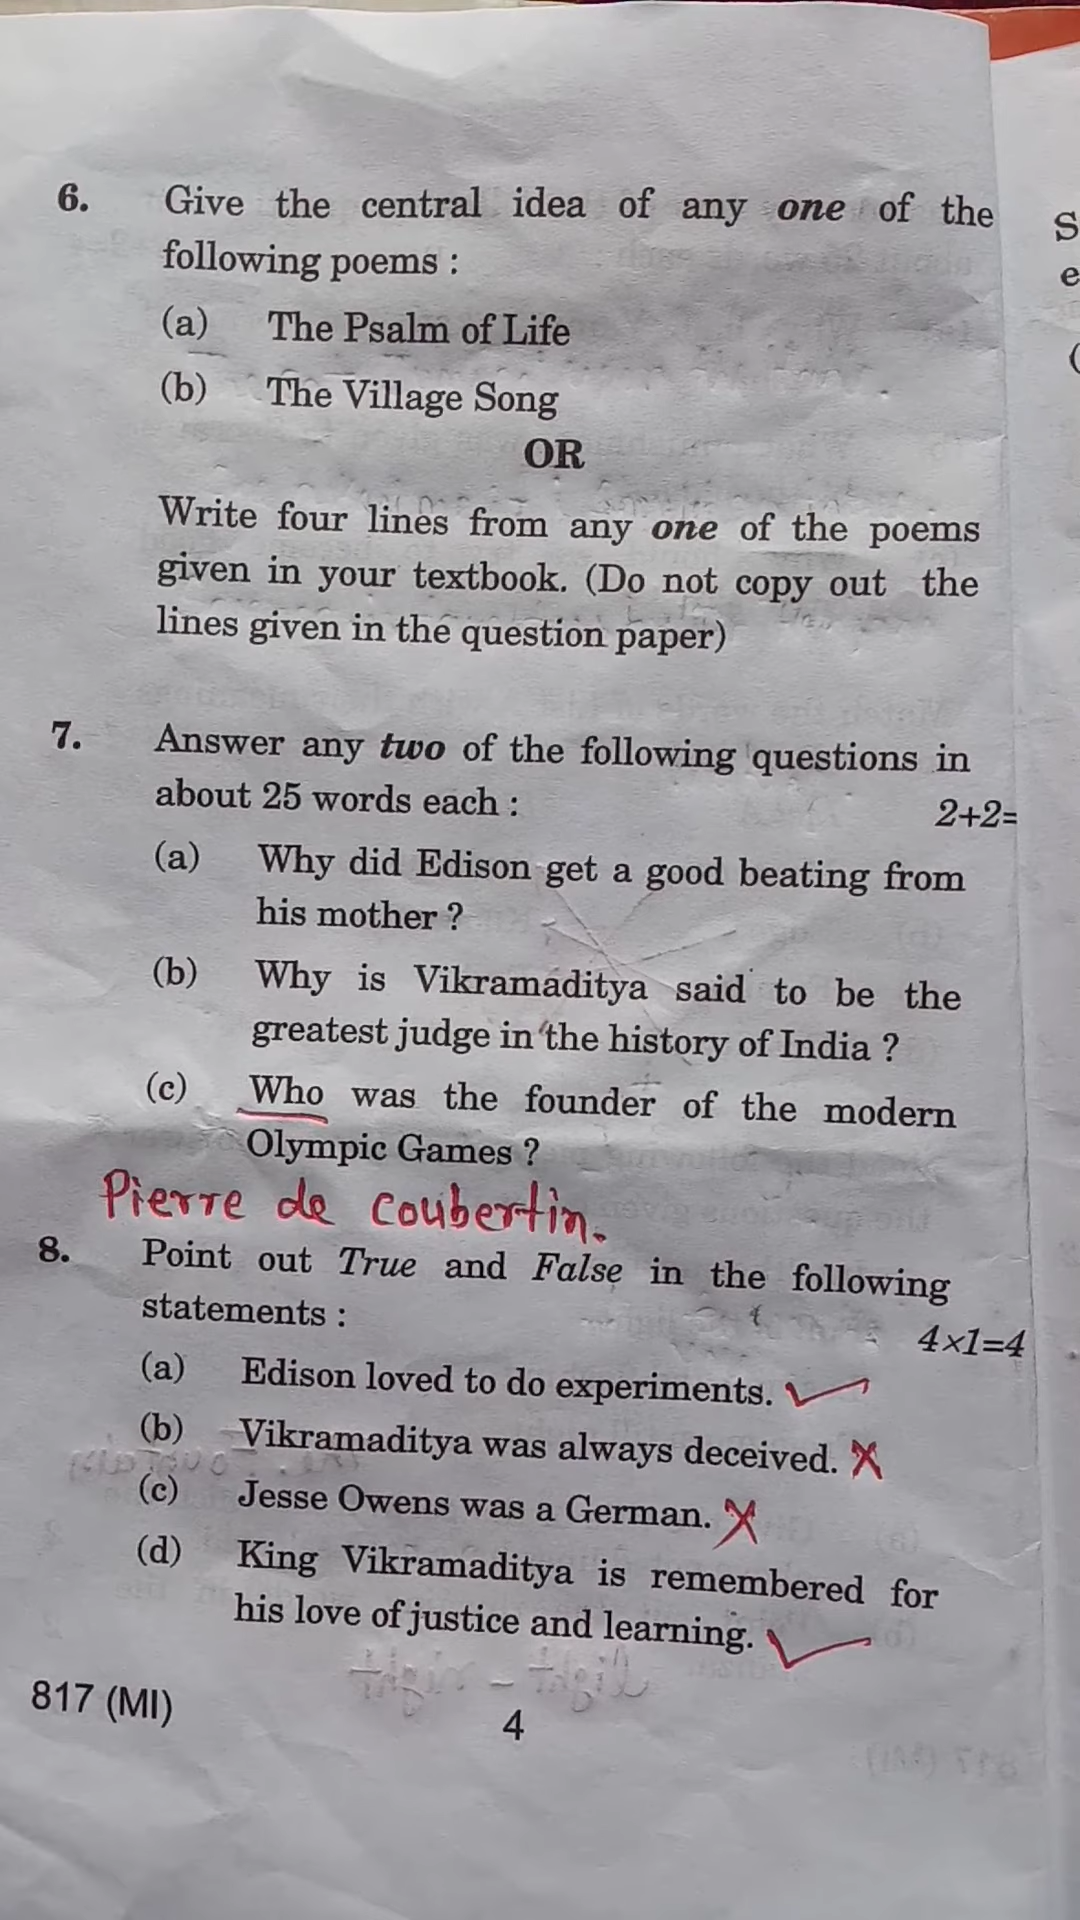 6. Give the central idea of any one of the
following poems :
(a) The Psalm of Life
(b) The Village Song
OR
Write four lines from any one of the poems
given in your textbook. (Do not copy out the
lines given in the question paper)
7. Answer any two of the following questions in
about 25 words each : 2+2=
(a) Why did Edison get a good beating from
his mother ?
(b) Why is Vikramaditya said to be the
greatest judge in the history of India ?
(c) Who was the founder of the modern
Olympic Games ?
Pierre de Coubertin.
8. Point out True and False in the following
statements : 4×1=4
(a) Edison loved to do experiments.
(b) Vikramaditya was always deceived.
(c) Jesse Owens was a German.
(d) King Vikramaditya is remembered for
his love of justice and learning.
817 (MI)
4